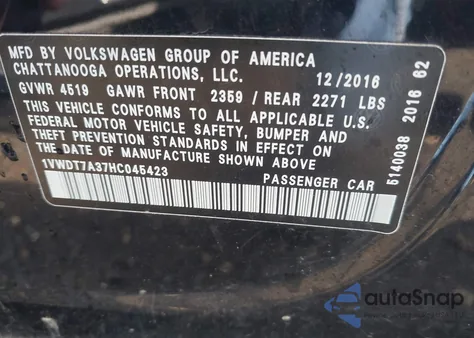 MFD BY VOLKSWAGEN GROUP OF AMERICA
CHATTANOOGA OPERATIONS, LLC. 12/2016
GVWR 4519 GAWR FRONT 2359 / REAR 2271 LBS
THIS VEHICLE CONFORMS TO ALL APPLICABLE U.S.
FEDERAL MOTOR VEHICLE SAFETY, BUMPER AND
THEFT PREVENTION STANDARDS IN EFFECT ON
THE DATE OF MANUFACTURE SHOWN ABOVE.
1VWDT7A37HC045423 PASSENGER CAR
5140038 2016 62
autoSnap